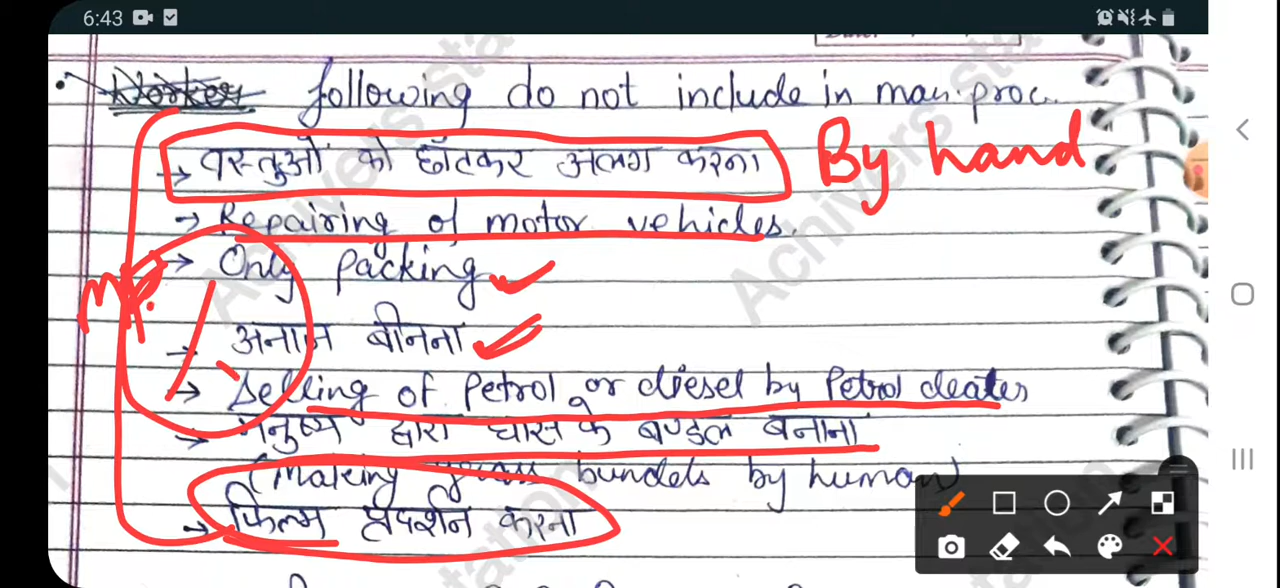 6:43
• Worker following do not include in man. proc.
→ वस्तुओं को छाँटकर अलग करना By hand
→ Repairing of motor vehicles.
→ Only Packing
→ अनाज बीनना
→ Selling of Petrol or diesel by Petrol dealer
→ मनुष्य द्वारा घास के बण्डल बनाना
(Making grass bundels by human)
→ फिल्म प्रदर्शन करना